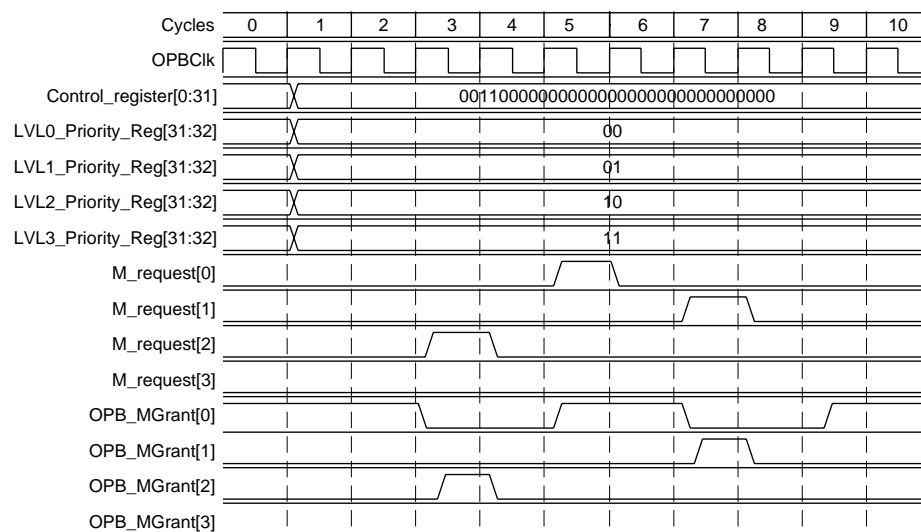 Cycles 0 1 2 3 4 5 6 7 8 9 10
OPBClk
Control_register[0:31] 00110000000000000000000000000000
LVL0_Priority_Reg[31:32] 00
LVL1_Priority_Reg[31:32] 01
LVL2_Priority_Reg[31:32] 10
LVL3_Priority_Reg[31:32] 11
M_request[0]
M_request[1]
M_request[2]
M_request[3]
OPB_MGrant[0]
OPB_MGrant[1]
OPB_MGrant[2]
OPB_MGrant[3]